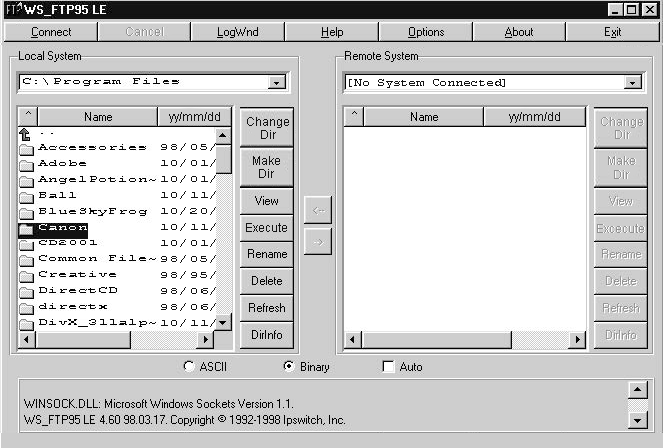 WS_FTP95 LE
Connect Cancel LogWnd Help Options About Exit
Local System
C:\Program Files
^ Name yy/mm/dd
..
Accessories 98/05/
Adobe 10/01/
AngelPotion~ 10/01/
Ball 10/11/
BlueSkyFrog 10/20/
Canon 10/11/
CD2001 10/01/
Common File~ 98/05/
Creative 98/95/
DirectCD 98/06/
directx 98/06/
DivX_311alp~ 10/11/
Change Dir
Make Dir
View
Execute
Rename
Delete
Refresh
DirInfo
<--
->
Remote System
[No System Connected]
^ Name yy/mm/dd
Change Dir
Make Dir
View
Excecute
Rename
Delete
Refresh
DirInfo
ASCII Binary Auto
WINSOCK.DLL: Microsoft Windows Sockets Version 1.1.
WS_FTP95 LE 4.60 98.03.17. Copyright © 1992-1998 Ipswitch, Inc.